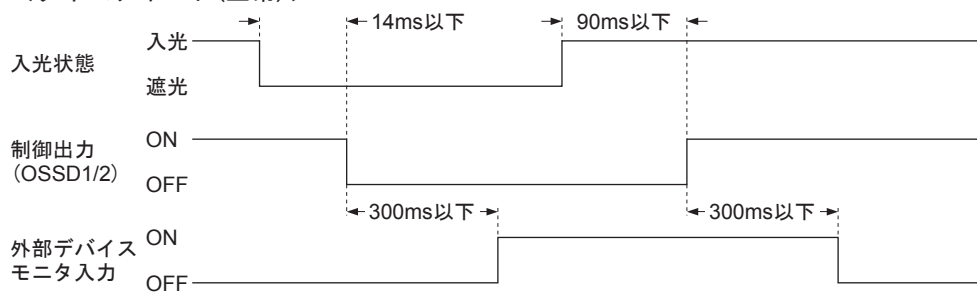 14ms以下
90ms以下
入光状態
入光
遮光
制御出力
(OSSD1/2)
ON
OFF
300ms以下
300ms以下
外部デバイス
モニタ入力
ON
OFF